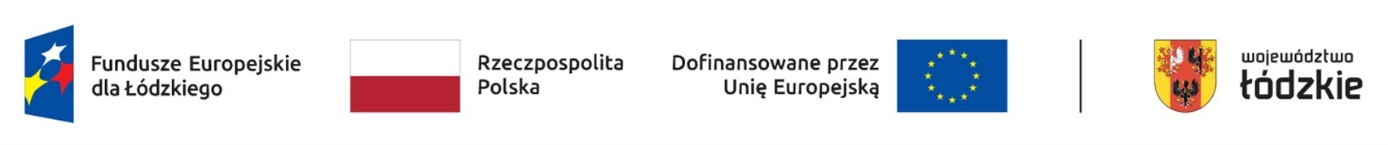 Fundusze Europejskie
dla Łódzkiego
Rzeczpospolita
Polska
Dofinansowane przez
Unię Europejską
województwo
łódzkie